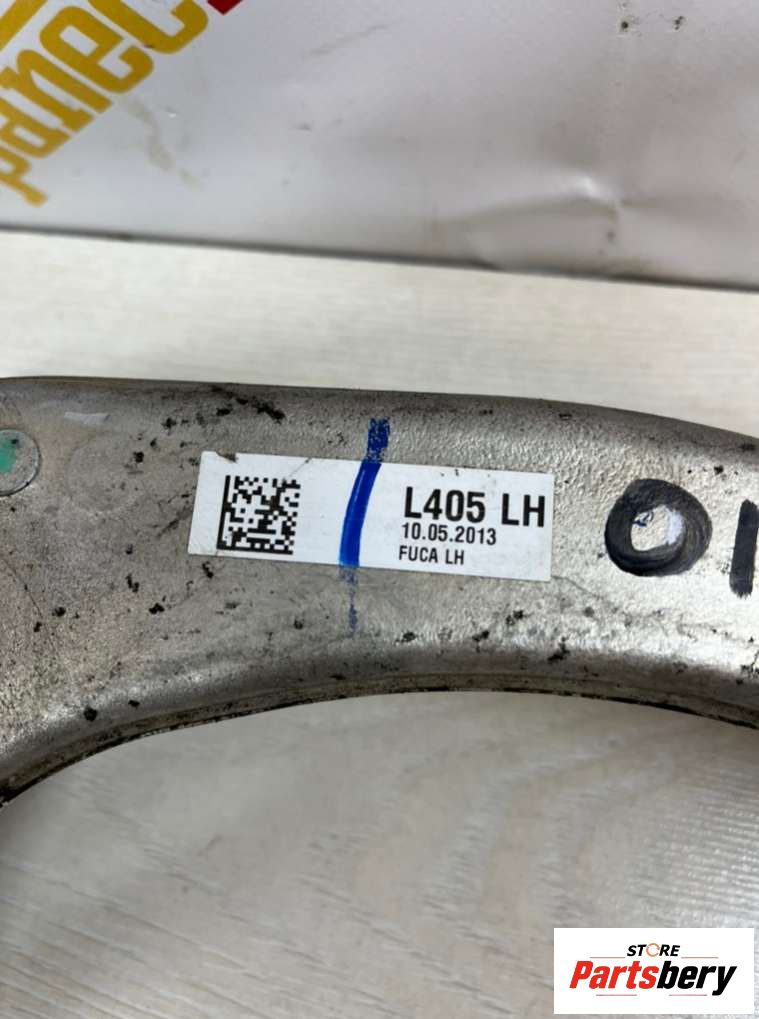 L405 LH
10.05.2013
FUCA LH
STORE
Partsbery